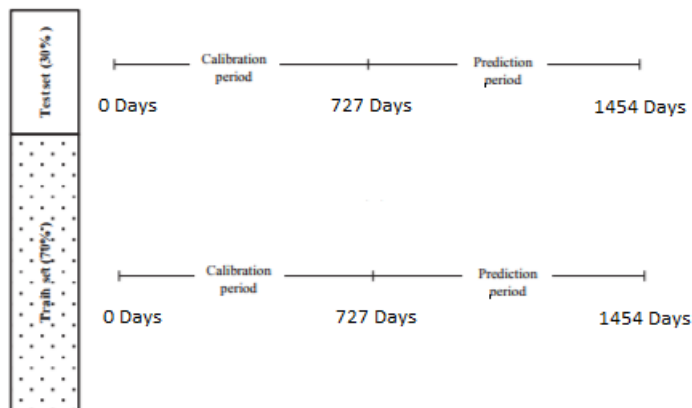 Test set (30%)
Calibration
period
Prediction
period
0 Days
727 Days
1454 Days
Train set (70%)
Calibration
period
Prediction
period
0 Days
727 Days
1454 Days